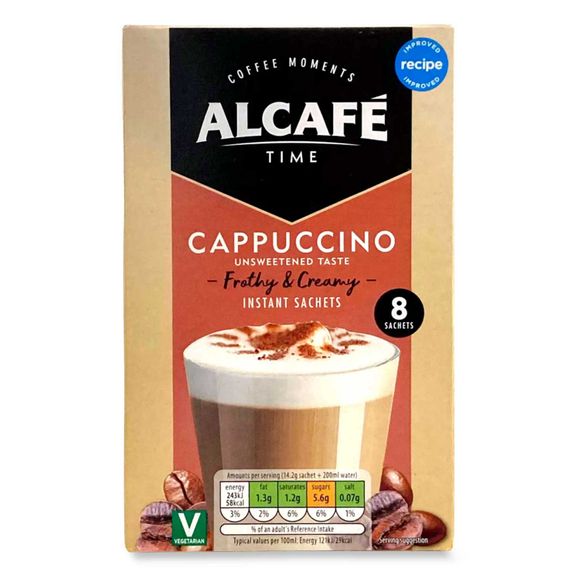 IMPROVED
recipe
IMPROVED
COFFEE MOMENTS
ALCAFÉ
TIME
CAPPUCCINO
UNSWEETENED TASTE
Frothy & Creamy
INSTANT SACHETS
8
SACHETS
Amounts per serving (14.2g sachet + 200ml water)
energy fat saturates sugars salt
243kJ 58kcal 1.3g 1.2g 5.6g 0.07g
3% 2% 6% 6% 1%
% of an adult's Reference Intake
Typical values per 100ml: Energy 121kJ/29kcal
V
VEGETARIAN
Serving suggestion